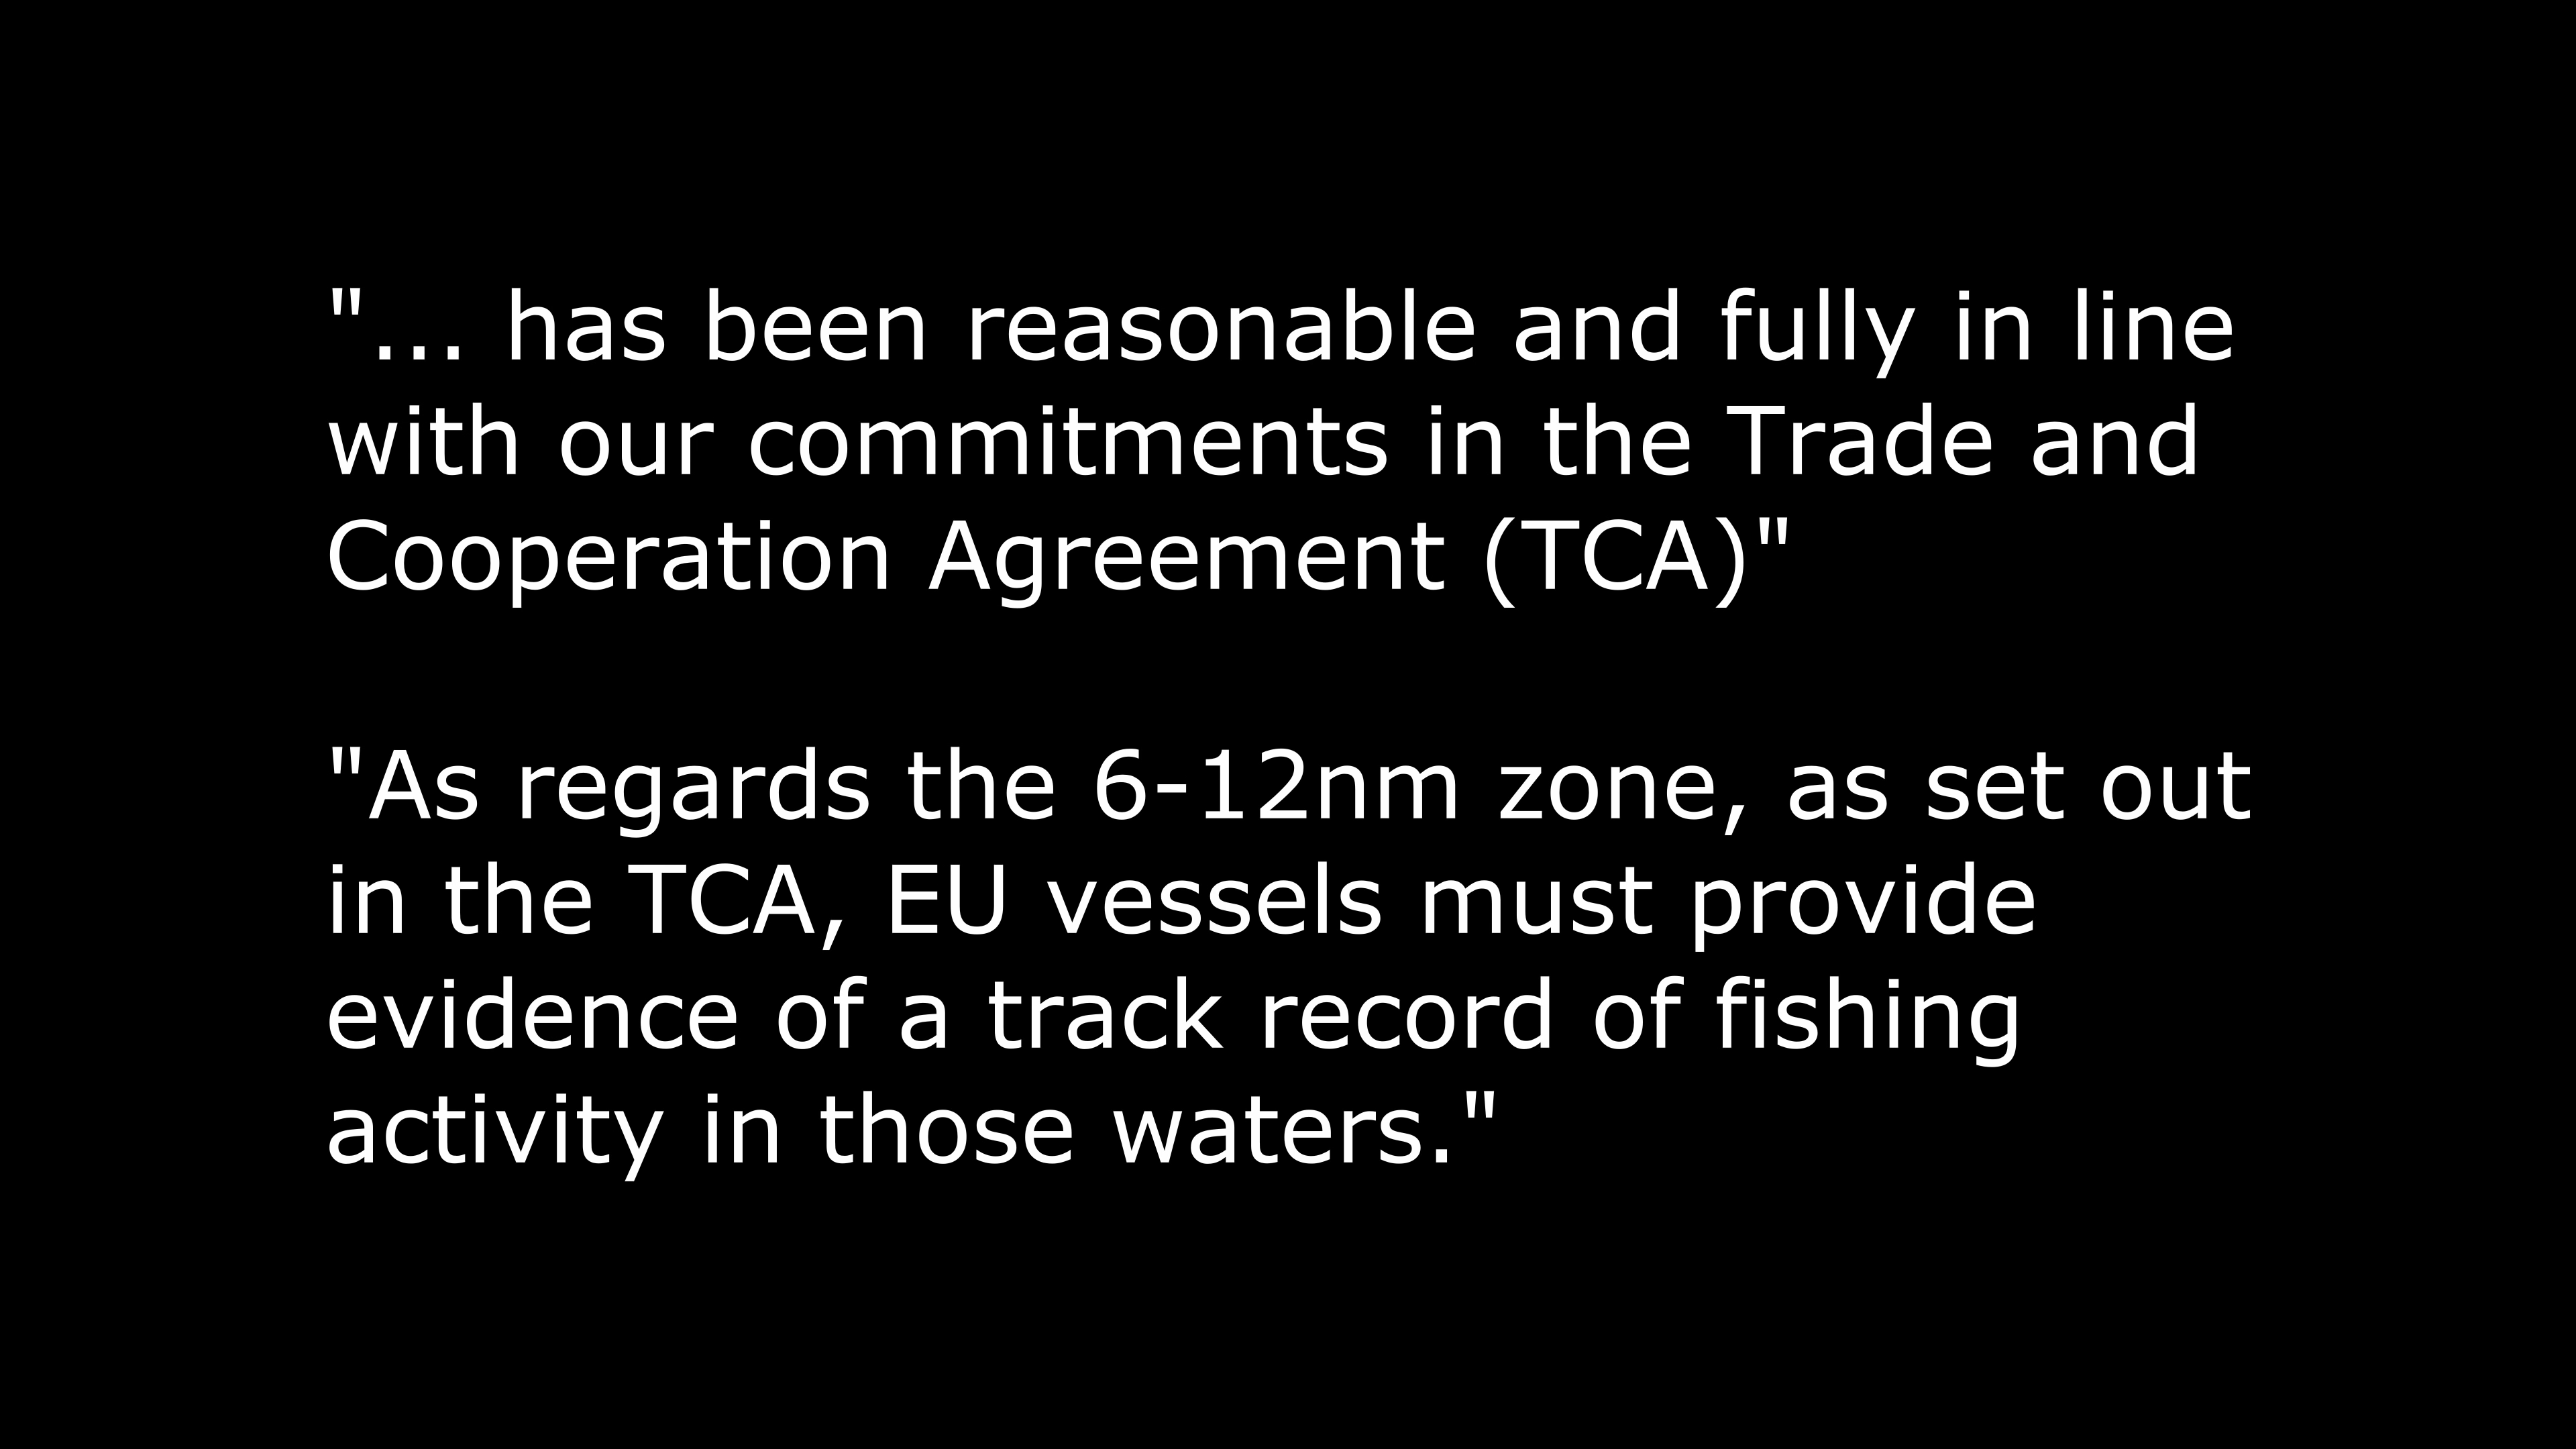 "... has been reasonable and fully in line
with our commitments in the Trade and
Cooperation Agreement (TCA)"
"As regards the 6-12nm zone, as set out
in the TCA, EU vessels must provide
evidence of a track record of fishing
activity in those waters."